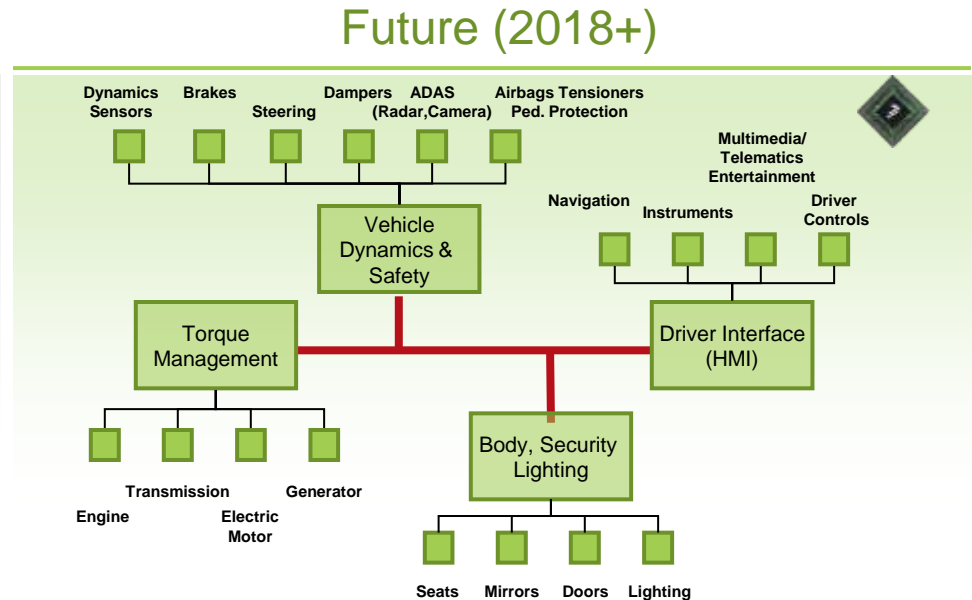 Future (2018+)
Dynamics
Sensors
Brakes
Steering
Dampers
ADAS
(Radar,Camera)
Airbags Tensioners
Ped. Protection
Multimedia/
Telematics
Entertainment
Navigation
Instruments
Driver
Controls
Vehicle
Dynamics &
Safety
Torque
Management
Driver Interface
(HMI)
Body, Security
Lighting
Engine
Transmission
Electric
Motor
Generator
Seats
Mirrors
Doors
Lighting